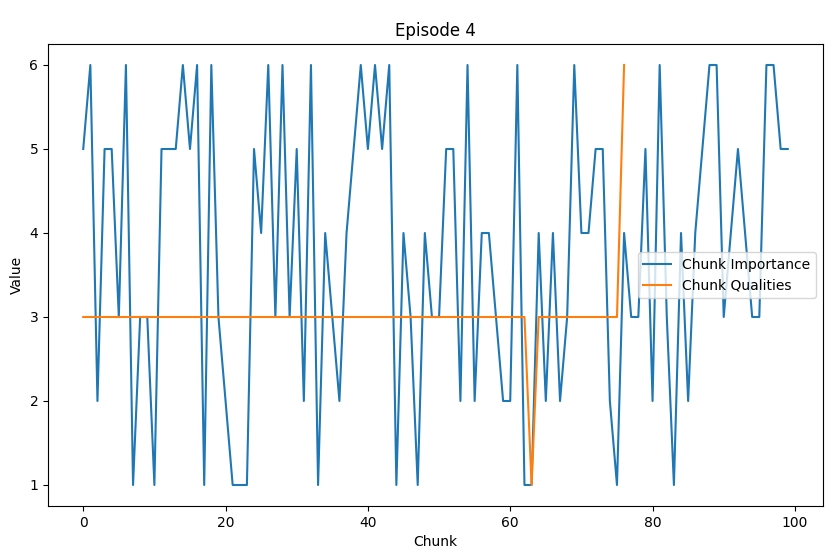 Episode 4
Value
6
5
4
3
2
1
Chunk Importance
Chunk Qualities
0 20 40 60 80 100
Chunk